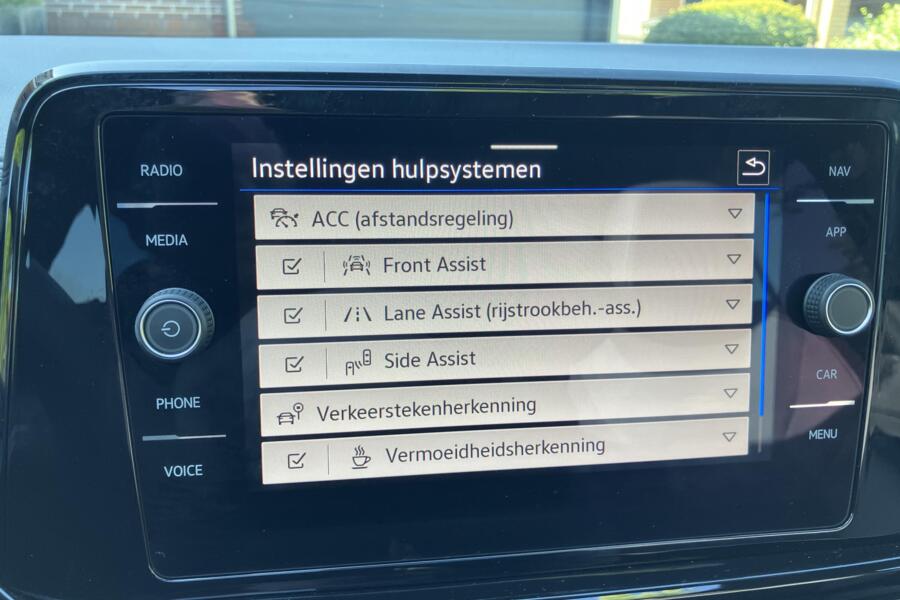 RADIO
MEDIA
PHONE
VOICE
Instellingen hulpsystemen
ACC (afstandsregeling)
Front Assist
Lane Assist (rijstrookbeh.-ass.)
Side Assist
Verkeerstekenherkenning
Vermoeidheidsherkenning
NAV
APP
CAR
MENU